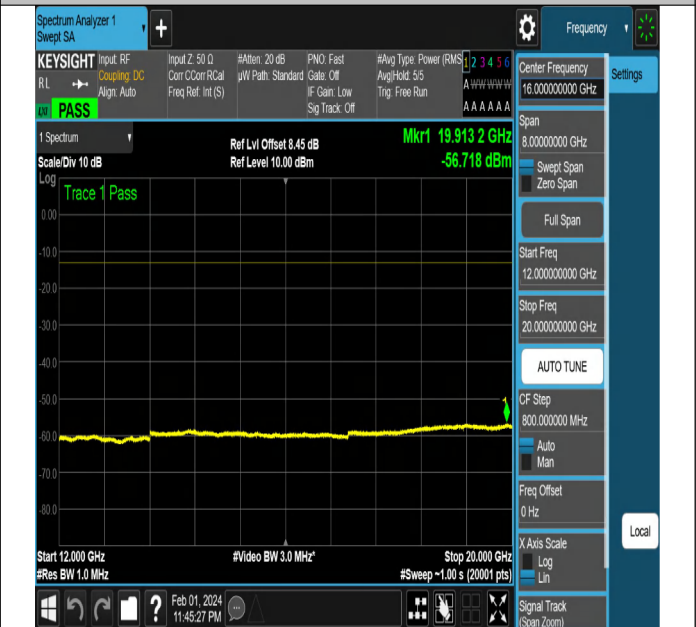 Spectrum Analyzer 1
Swept SA
+
Frequency
KEYSIGHT
Input: RF
Coupling: DC
Align: Auto
RL
PASS
Input Z: 50 Ω
Corr CCorr RCal
Freq Ref: Int (S)
#Atten: 20 dB
µW Path: Standard
PNO: Fast
Gate: Off
IF Gain: Low
Sig Track: Off
#Avg Type: Power (RMS
Avg|Hold: 5/5
Trig: Free Run
1 2 3 4 5 6
A W W W W W
A A A A A A
1 Spectrum
Scale/Div 10 dB
Ref Lvl Offset 8.45 dB
Ref Level 10.00 dBm
Mkr1 19.913 2 GHz
-56.718 dBm
Log
Trace 1 Pass
0.00
-10.0
-20.0
-30.0
-40.0
-50.0
-60.0
-70.0
-80.0
1
Start 12.000 GHz
#Res BW 1.0 MHz
#Video BW 3.0 MHz*
Stop 20.000 GHz
#Sweep ~1.00 s (20001 pts)
Feb 01, 2024
11:45:27 PM
?
Center Frequency
16.000000000 GHz
Settings
Span
8.00000000 GHz
Swept Span
Zero Span
Full Span
Start Freq
12.000000000 GHz
Stop Freq
20.000000000 GHz
AUTO TUNE
CF Step
800.000000 MHz
Auto
Man
Freq Offset
0 Hz
Local
X Axis Scale
Log
Lin
Signal Track
(Span Zoom)